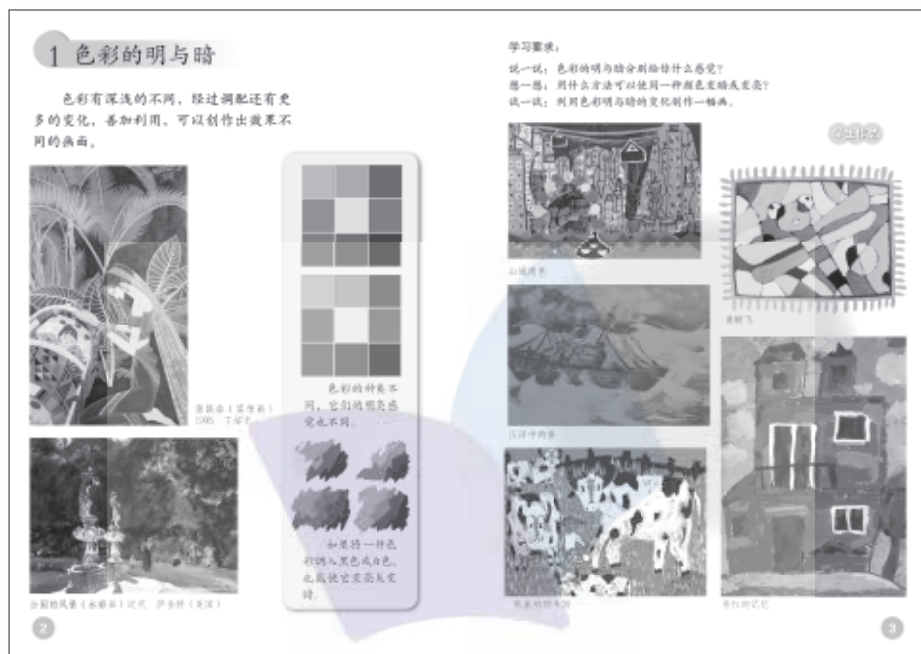 1 色彩的明与暗
色彩有深浅的不同，经过调配还有更
多的变化，善加利用，可以创作出效果不
同的画面。
公园的风景（水彩画）近代 萨金特（美国）
色彩的种类不
同，它们的明亮感
觉也不同。
如果将一种色
彩调入黑色或白色，
也能使它变亮或变
暗。
2
学习要求：
说一说：色彩的明与暗分别给你什么感觉？
想一想：用什么方法可以使同一种颜色变暗或变亮？
试一试：利用色彩明与暗的变化创作一幅画。
学生作品
3